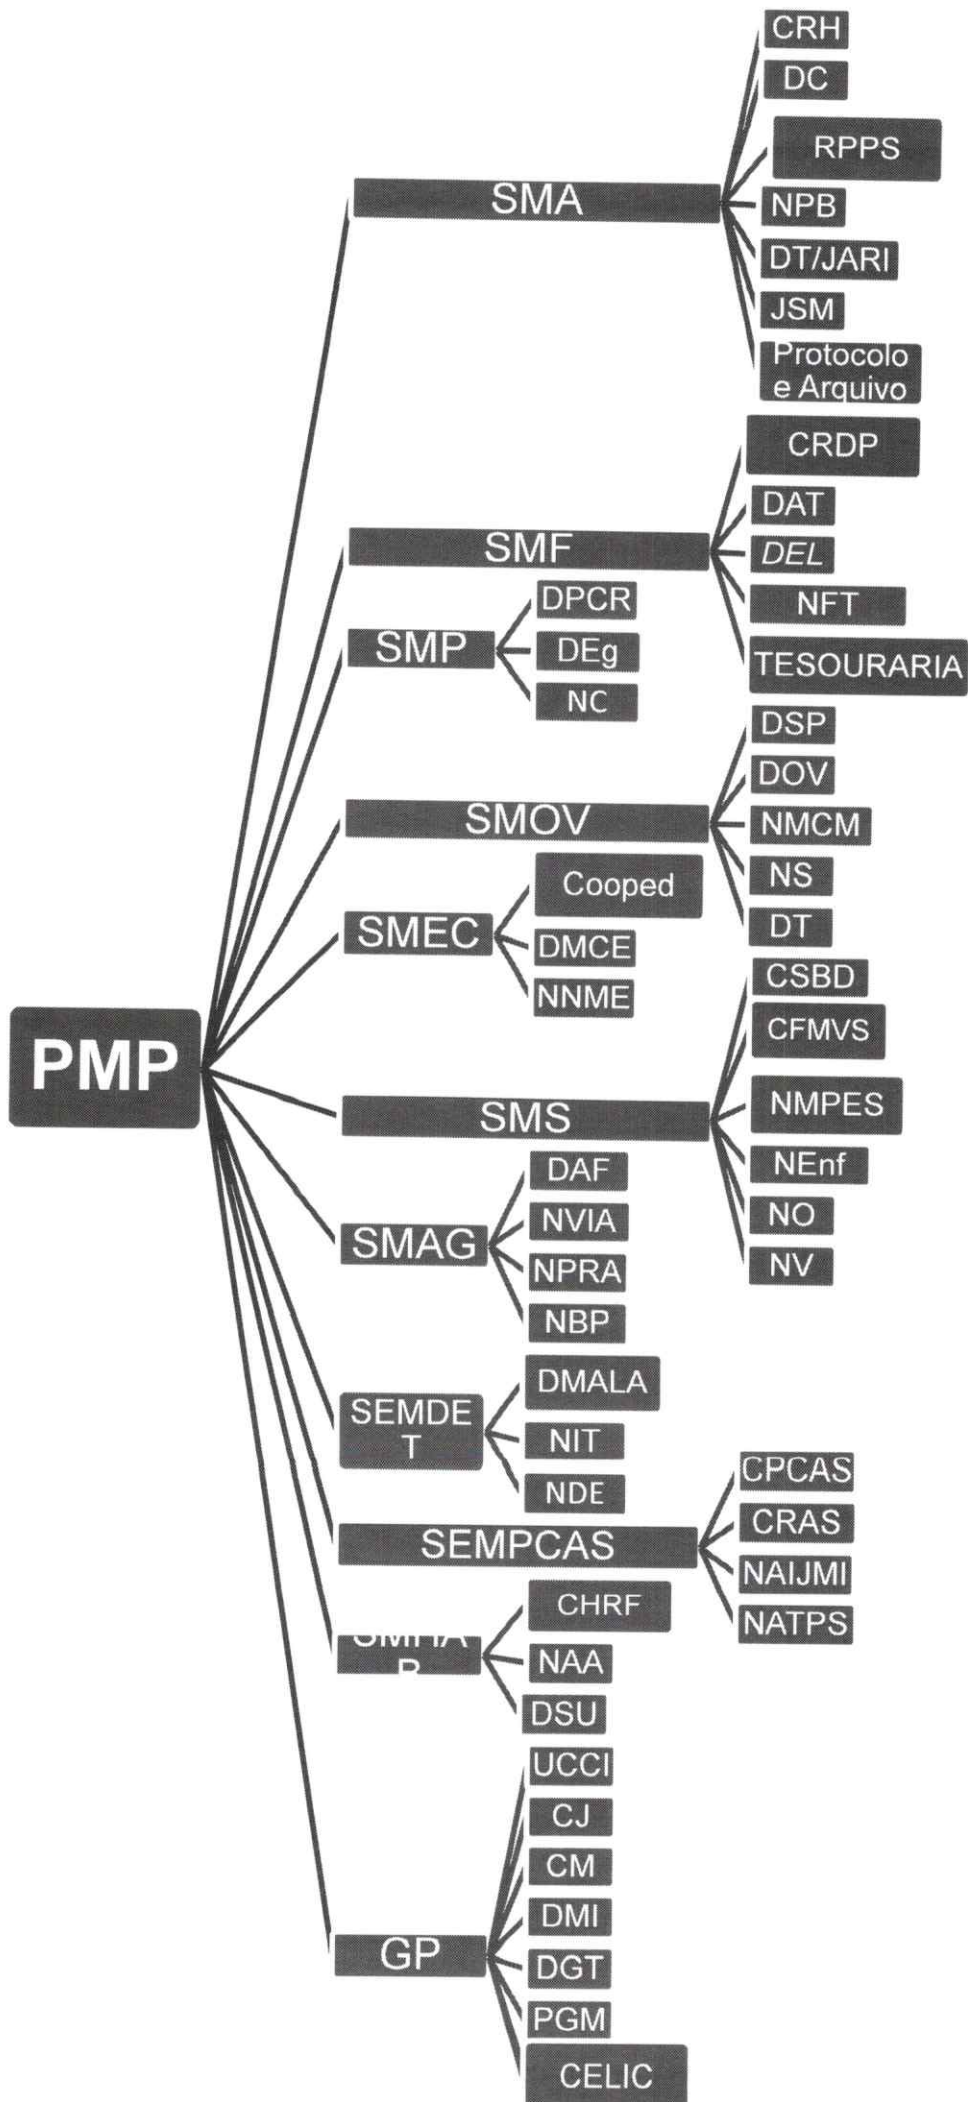 PMP
SMA
CRH
DC
RPPS
NPB
DT/JARI
JSM
Protocolo
e Arquivo
SMF
CRDP
DAT
DEL
NFT
TESOURARIA
SMP
DPCR
DEg
NC
SMOV
DSP
DOV
NMCM
NS
DT
SMEC
Cooped
DMCE
NNME
SMS
CSBD
CFMVS
NMPES
NEnf
NO
NV
SMAG
DAF
NVIA
NPRA
NBP
SEMDE
T
DMALA
NIT
NDE
SEMPCAS
CPCAS
CRAS
NAIJMI
NATPS
CHRF
NAA
DSU
GP
UCCI
CJ
CM
DMI
DGT
PGM
CELIC